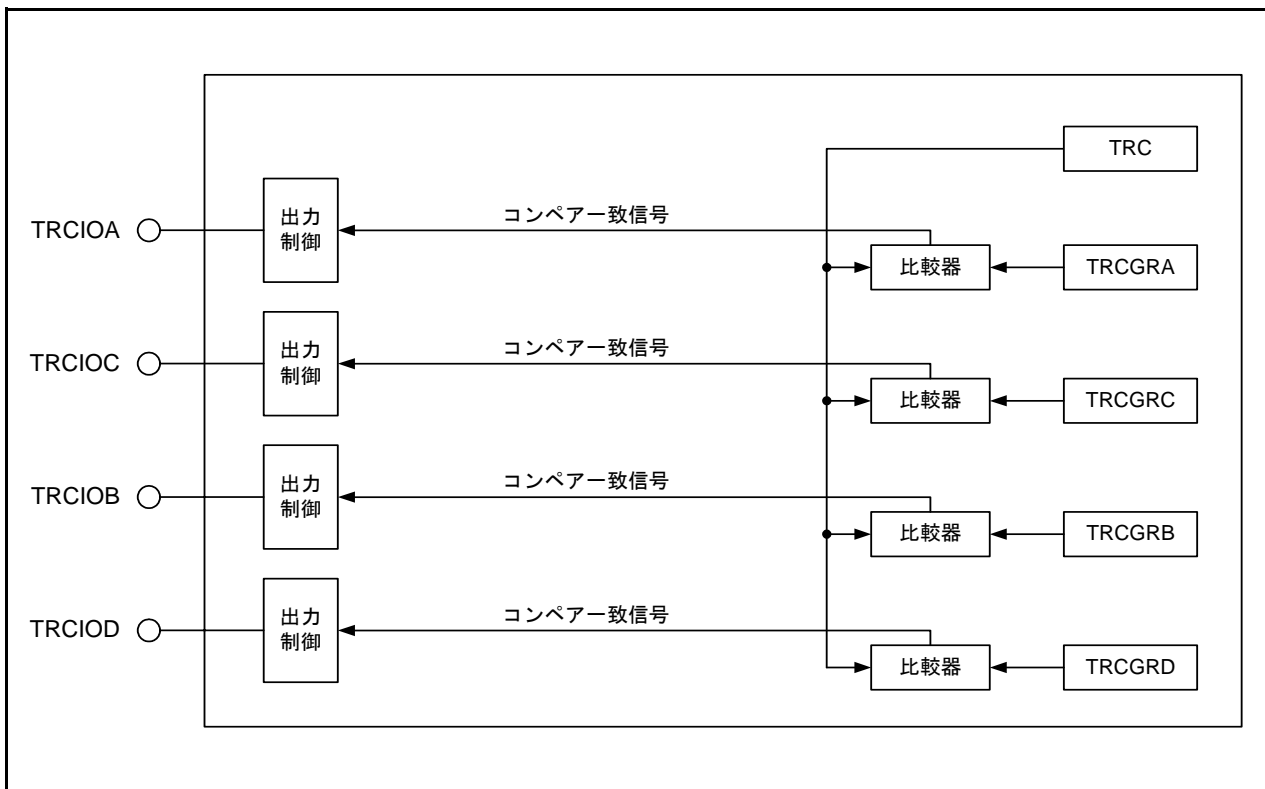 TRC
TRCIOA
出力
制御
コンペアー致信号
比較器
TRCGRA
TRCIOC
出力
制御
コンペアー致信号
比較器
TRCGRC
TRCIOB
出力
制御
コンペアー致信号
比較器
TRCGRB
TRCIOD
出力
制御
コンペアー致信号
比較器
TRCGRD